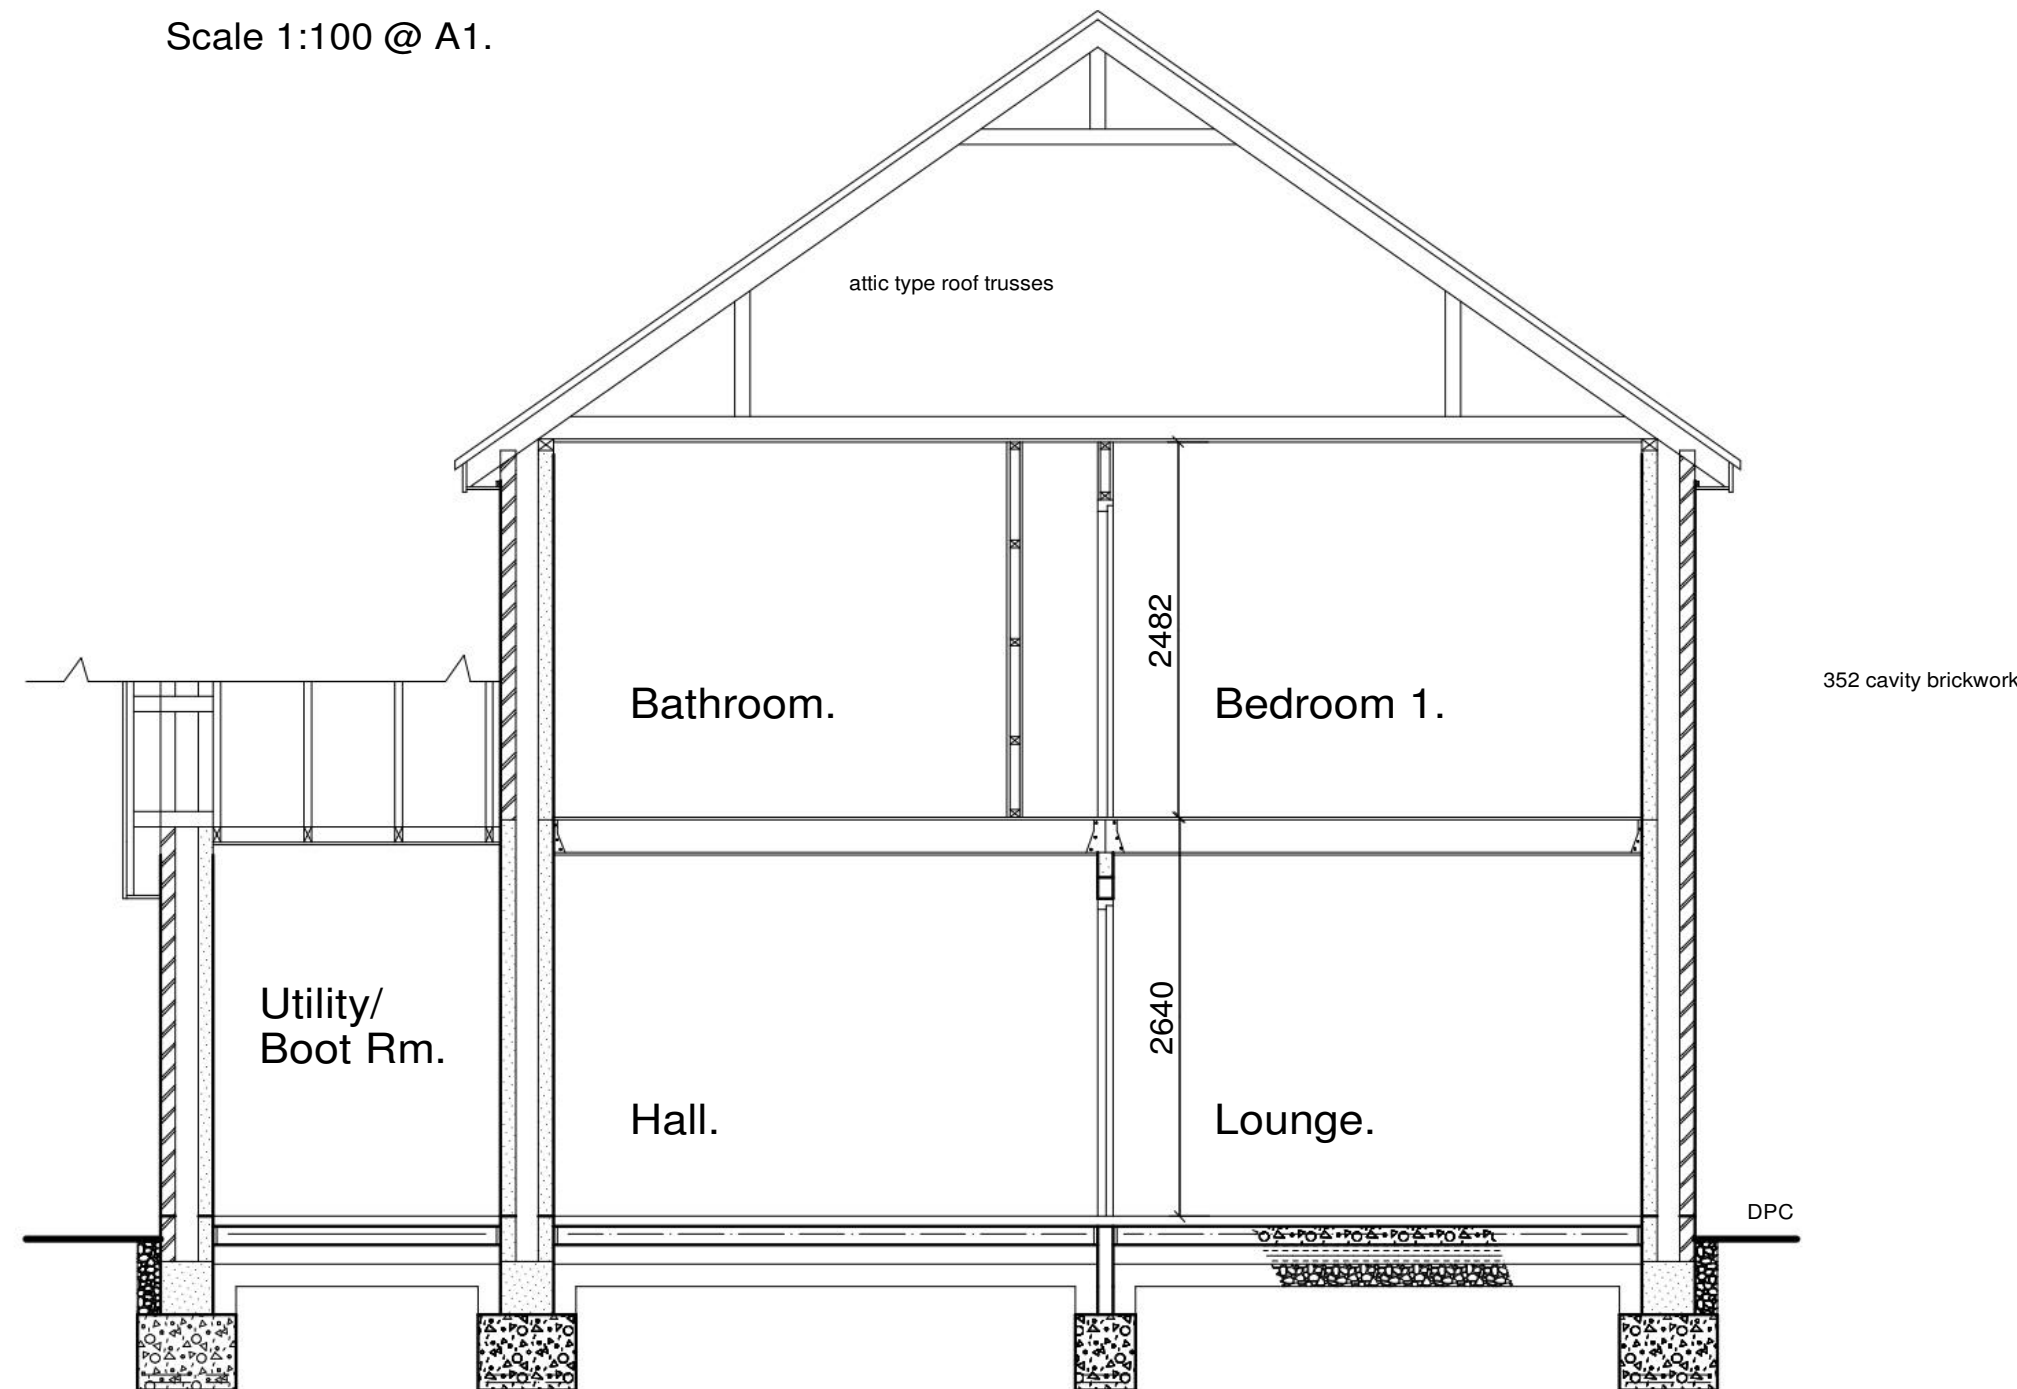 Scale 1:100 @ A1.
attic type roof trusses
2482
Bathroom.
Bedroom 1.
352 cavity brickwork
2640
Utility/
Boot Rm.
Hall.
Lounge.
DPC